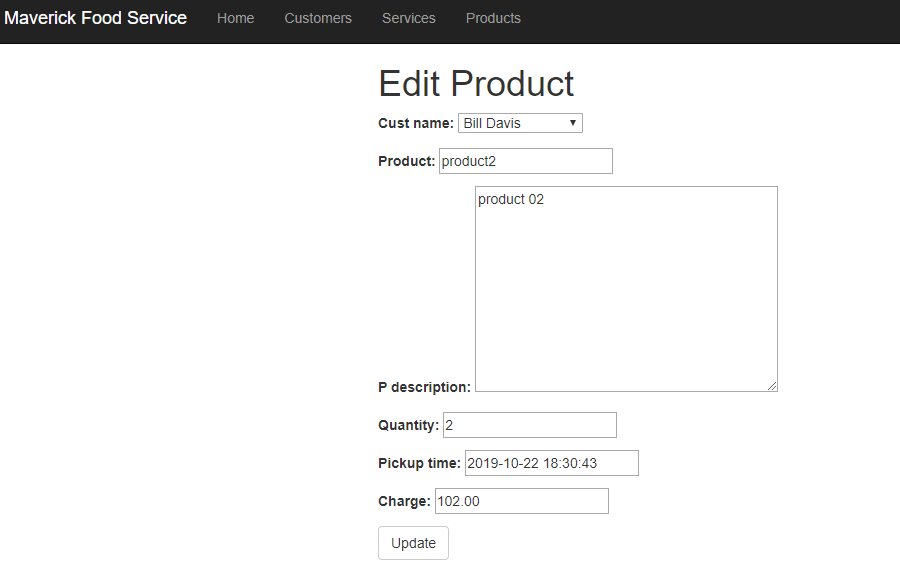 Maverick Food Service Home Customers Services Products
Edit Product
Cust name: Bill Davis
Product: product2
product 02
P description:
Quantity: 2
Pickup time: 2019-10-22 18:30:43
Charge: 102.00
Update